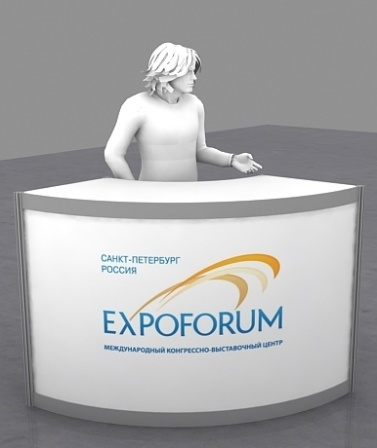 САНКТ-ПЕТЕРБУРГ
РОССИЯ
EXPOFORUM
МЕЖДУНАРОДНЫЙ КОНГРЕССНО-ВЫСТАВОЧНЫЙ ЦЕНТР